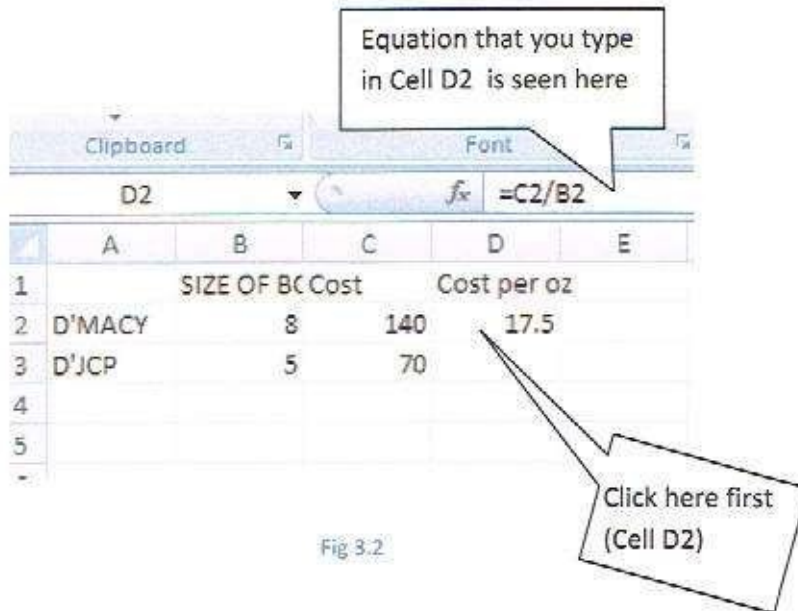 Equation that you type
in Cell D2 is seen here
Clipboard Font
D2 fx =C2/B2
A B C D E
1 SIZE OF BO Cost Cost per oz
2 D'MACY 8 140 17.5
3 D'JCP 5 70
4
5
Click here first
(Cell D2)
Fig 3.2